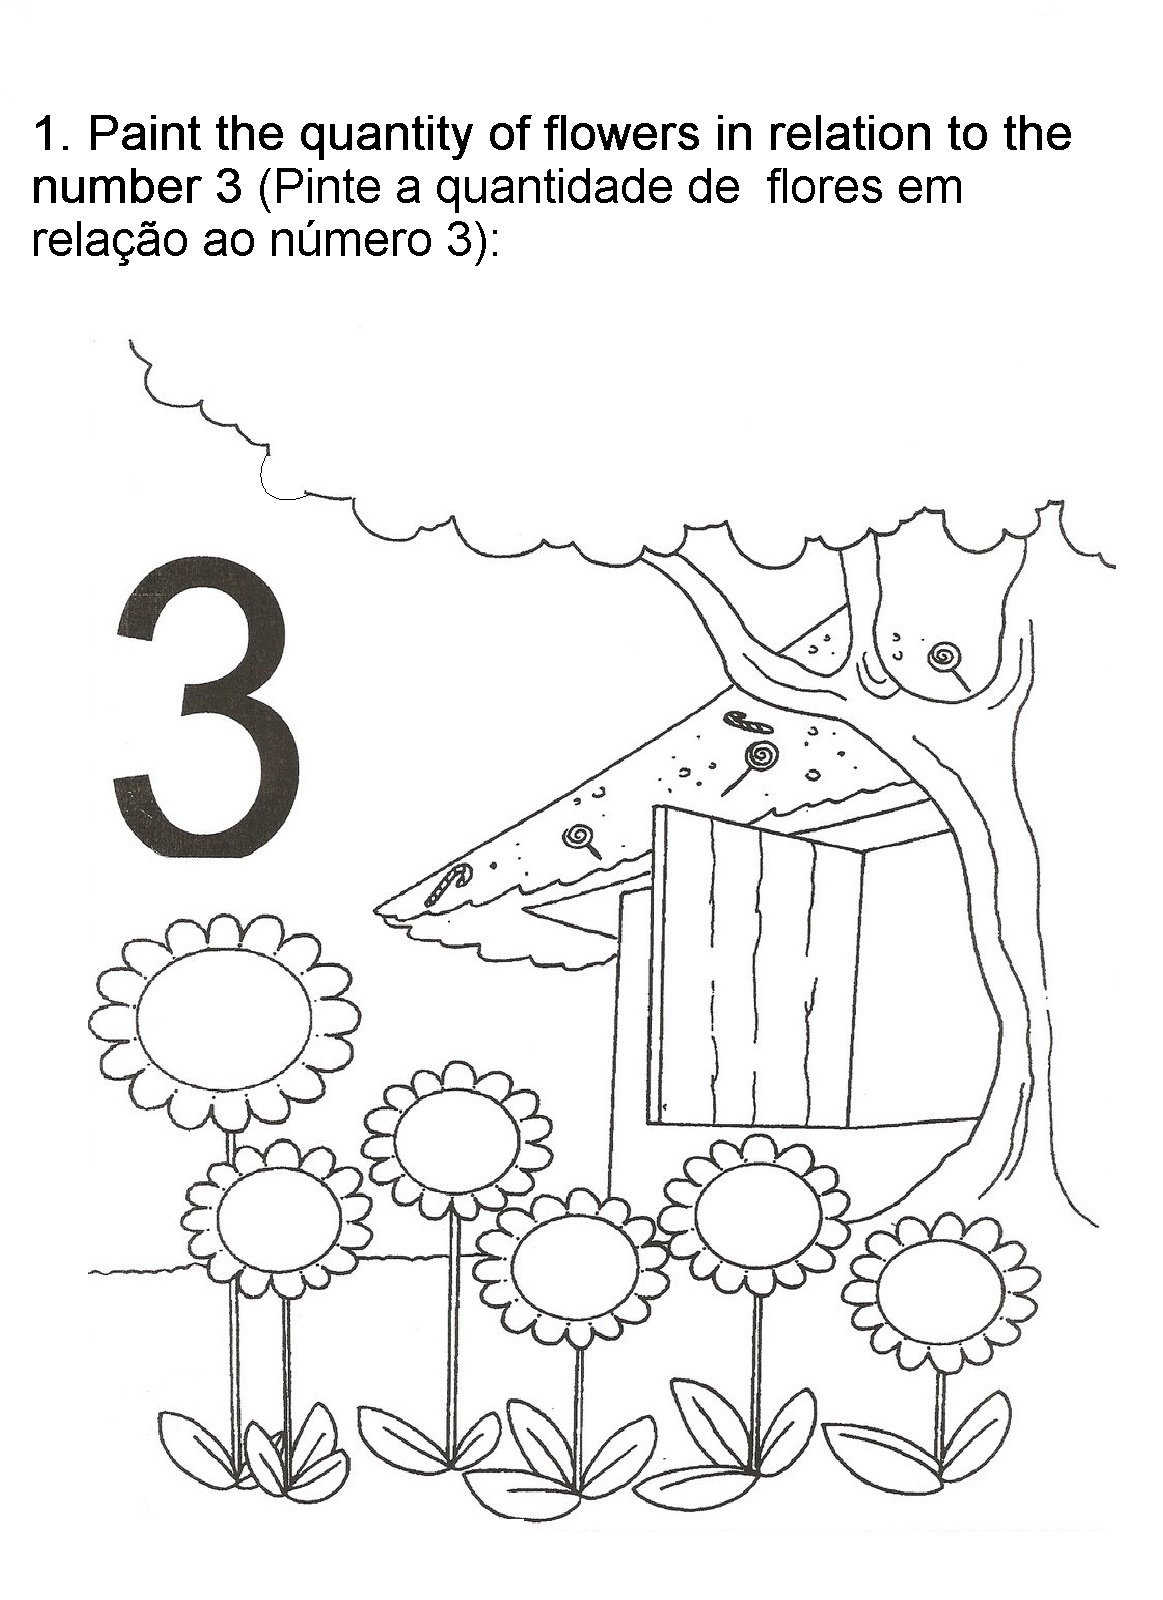 1. Paint the quantity of flowers in relation to the
number 3 (Pinte a quantidade de  flores em
relação ao número 3):
3